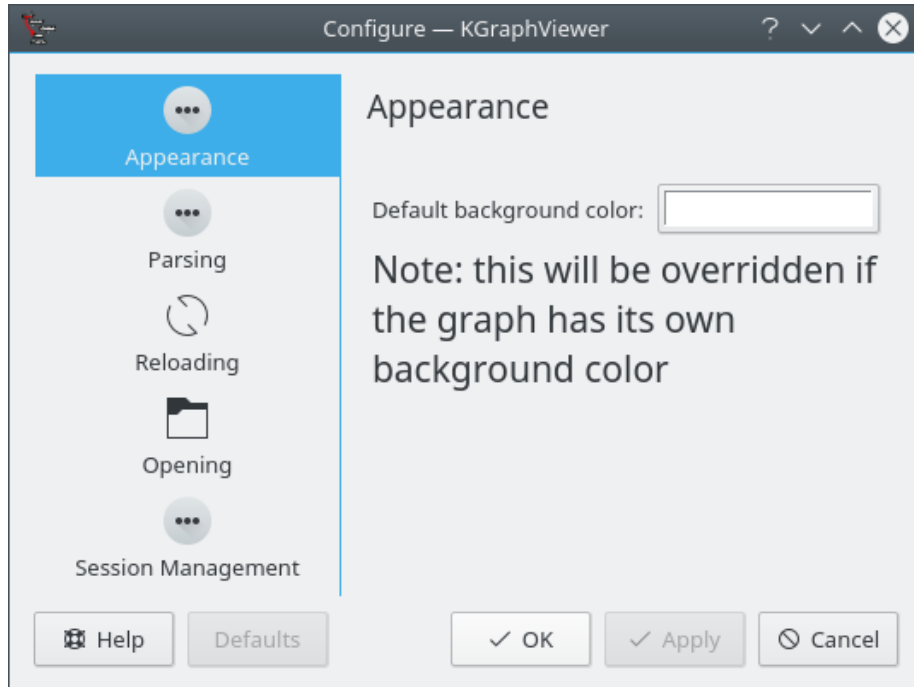 Configure — KGraphViewer
Appearance
Parsing
Reloading
Opening
Session Management
Appearance
Default background color:
Note: this will be overridden if
the graph has its own
background color
Help
Defaults
OK
Apply
Cancel